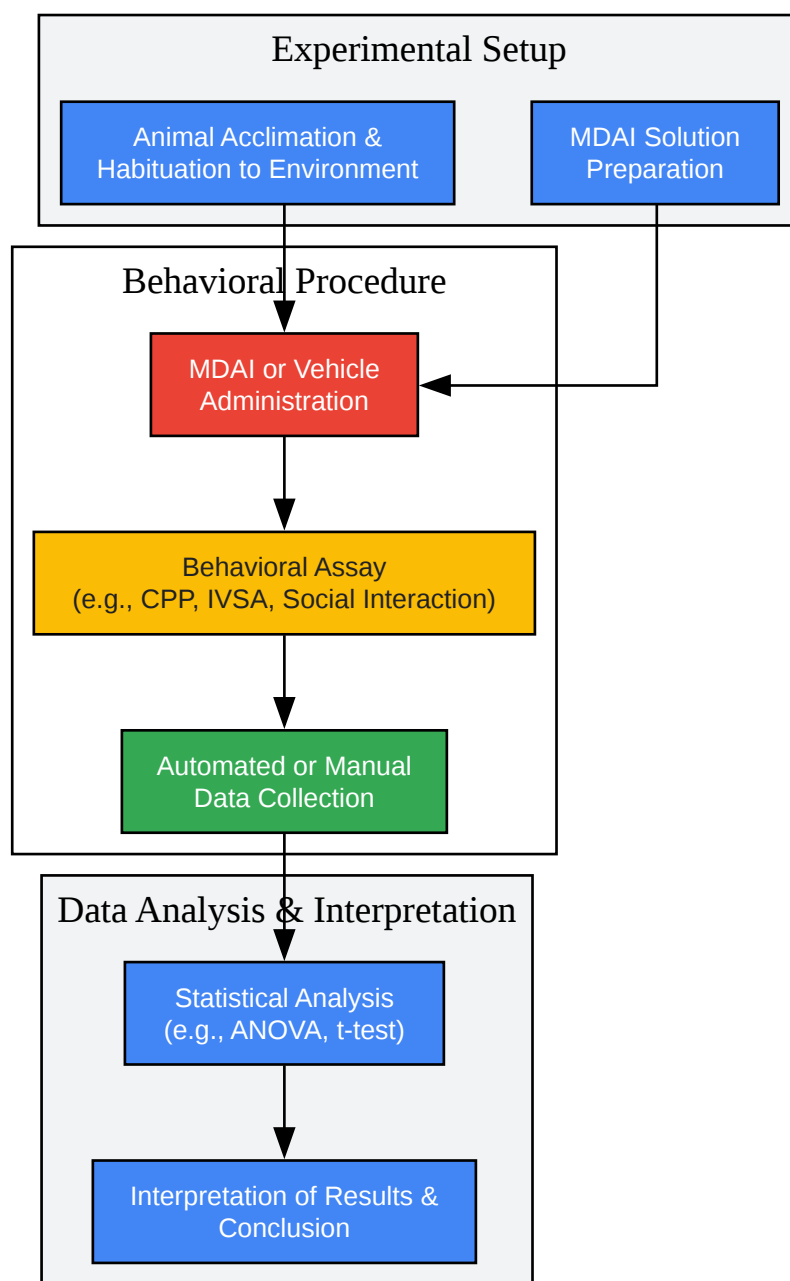 Experimental Setup
Animal Acclimation &
Habituation to Environment
MDAI Solution
Preparation
Behavioral Procedure
MDAI or Vehicle
Administration
Behavioral Assay
(e.g., CPP, IVSA, Social Interaction)
Automated or Manual
Data Collection
Data Analysis & Interpretation
Statistical Analysis
(e.g., ANOVA, t-test)
Interpretation of Results &
Conclusion